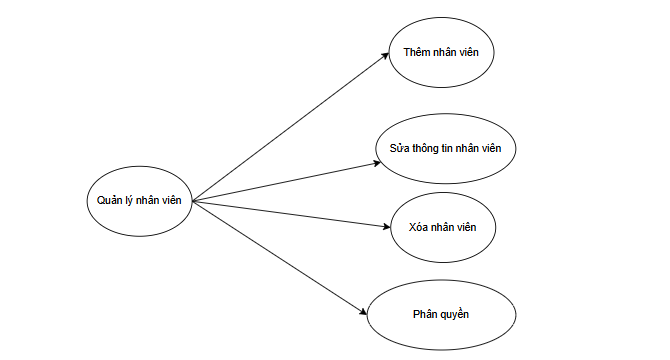 Thêm nhân viên
Sửa thông tin nhân viên
Quản lý nhân viên
Xóa nhân viên
Phân quyền